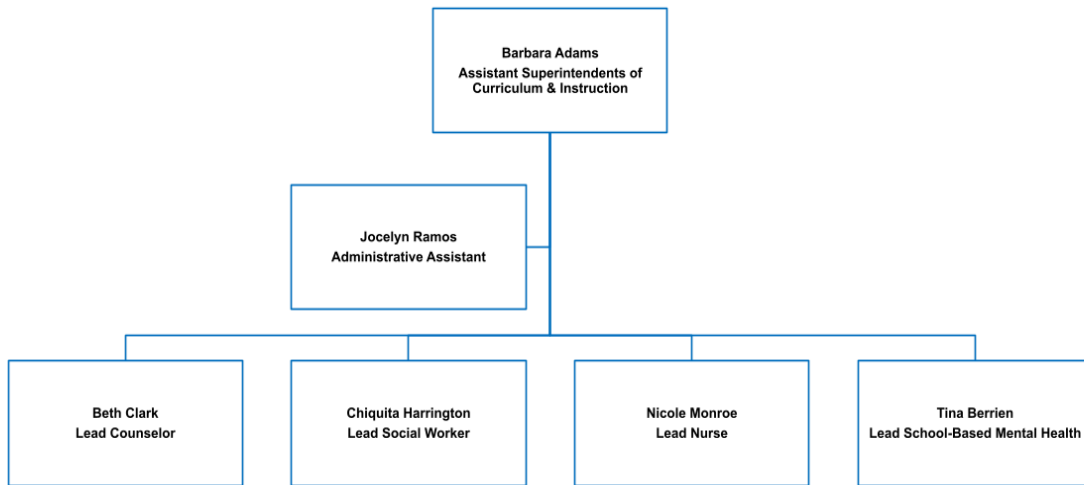 Barbara Adams
Assistant Superintendents of
Curriculum & Instruction
Jocelyn Ramos
Administrative Assistant
Beth Clark
Lead Counselor
Chiquita Harrington
Lead Social Worker
Nicole Monroe
Lead Nurse
Tina Berrien
Lead School-Based Mental Health